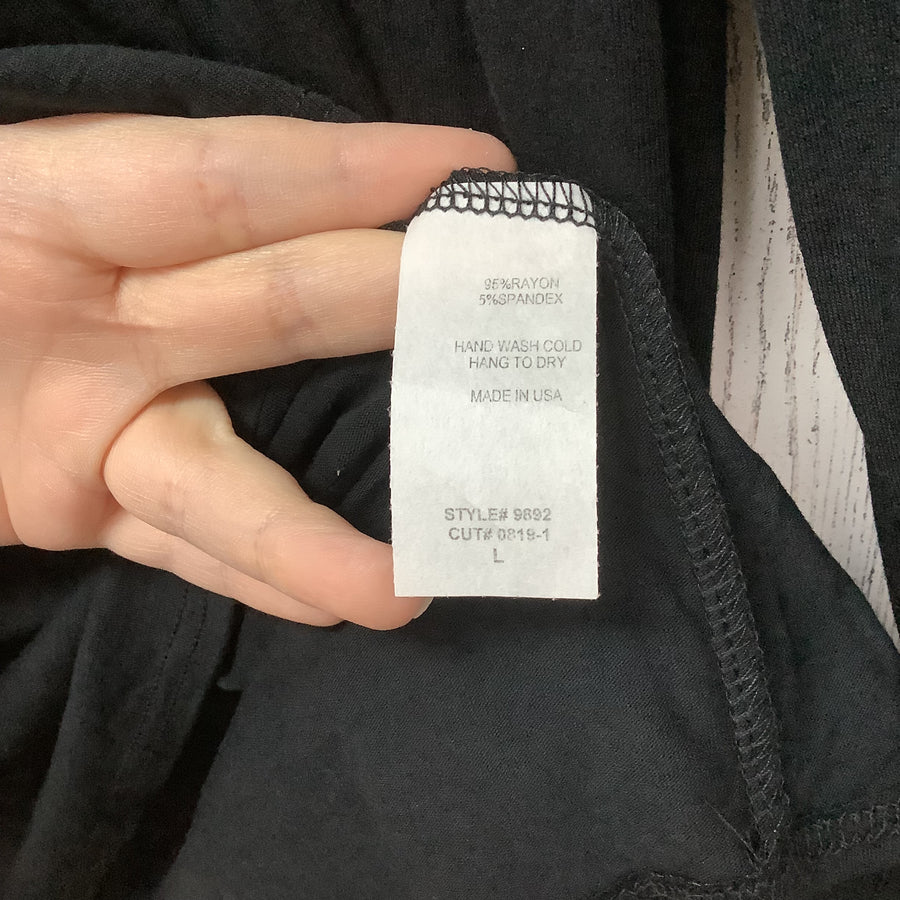 95%RAYON
5%SPANDEX
HAND WASH COLD
HANG TO DRY
MADE IN USA
STYLE# 9892
CUT# 0819-1
L